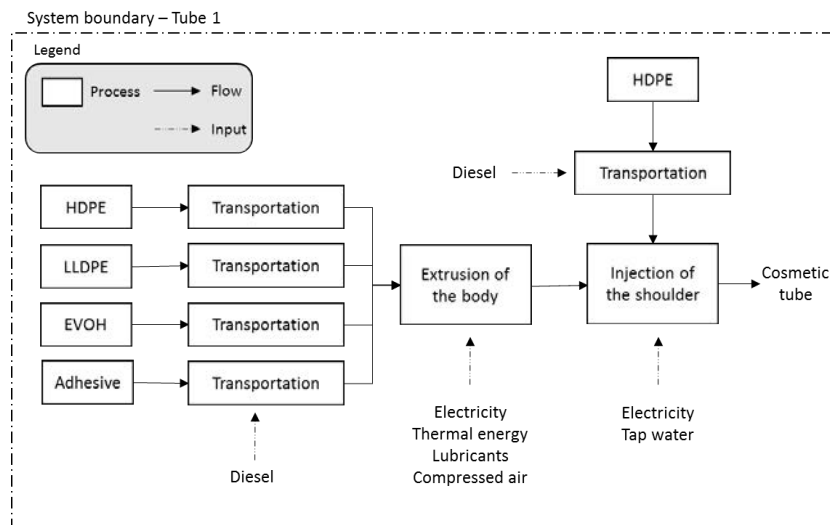 System boundary – Tube 1
Legend
Process
Flow
Input
HDPE
Diesel
Transportation
HDPE
Transportation
LLDPE
Transportation
EVOH
Transportation
Adhesive
Transportation
Diesel
Extrusion of
the body
Electricity
Thermal energy
Lubricants
Compressed air
Injection of
the shoulder
Electricity
Tap water
Cosmetic
tube